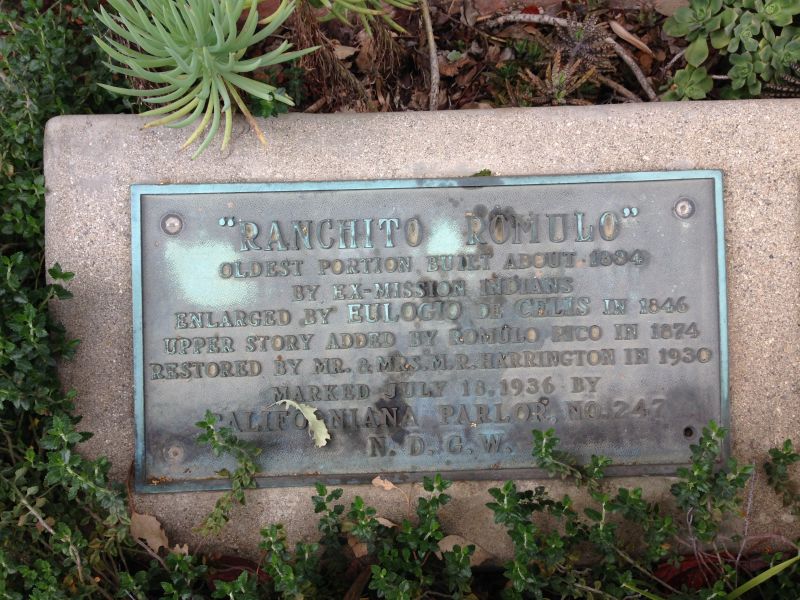 "RANCHITO ROMULO"
OLDEST PORTION BUILT ABOUT 1834
BY EX-MISSION INDIANS
ENLARGED BY EULOGIO DE CELIS IN 1846
UPPER STORY ADDED BY ROMULO PICO IN 1874
RESTORED BY MR. & MRS. M. R. HARRINGTON IN 1930
MARKED JULY 18, 1936 BY
CALIFORNIANA PARLOR, NO. 247
N. D. G. W.